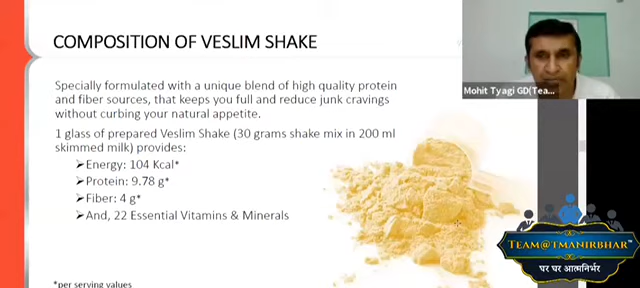 COMPOSITION OF VESLIM SHAKE
Specially formulated with a unique blend of high quality protein
and fiber sources, that keeps you full and reduce junk cravings
without curbing your natural appetite.
1 glass of prepared Veslim Shake (30 grams shake mix in 200 ml
skimmed milk) provides:
➢Energy: 104 Kcal*
➢Protein: 9.78 g*
➢Fiber: 4 g*
➢And, 22 Essential Vitamins & Minerals
*per serving values
Mohit Tyagi GD(Tea...
TEAM@TMANIRBHAR
घर घर आत्मनिर्भर